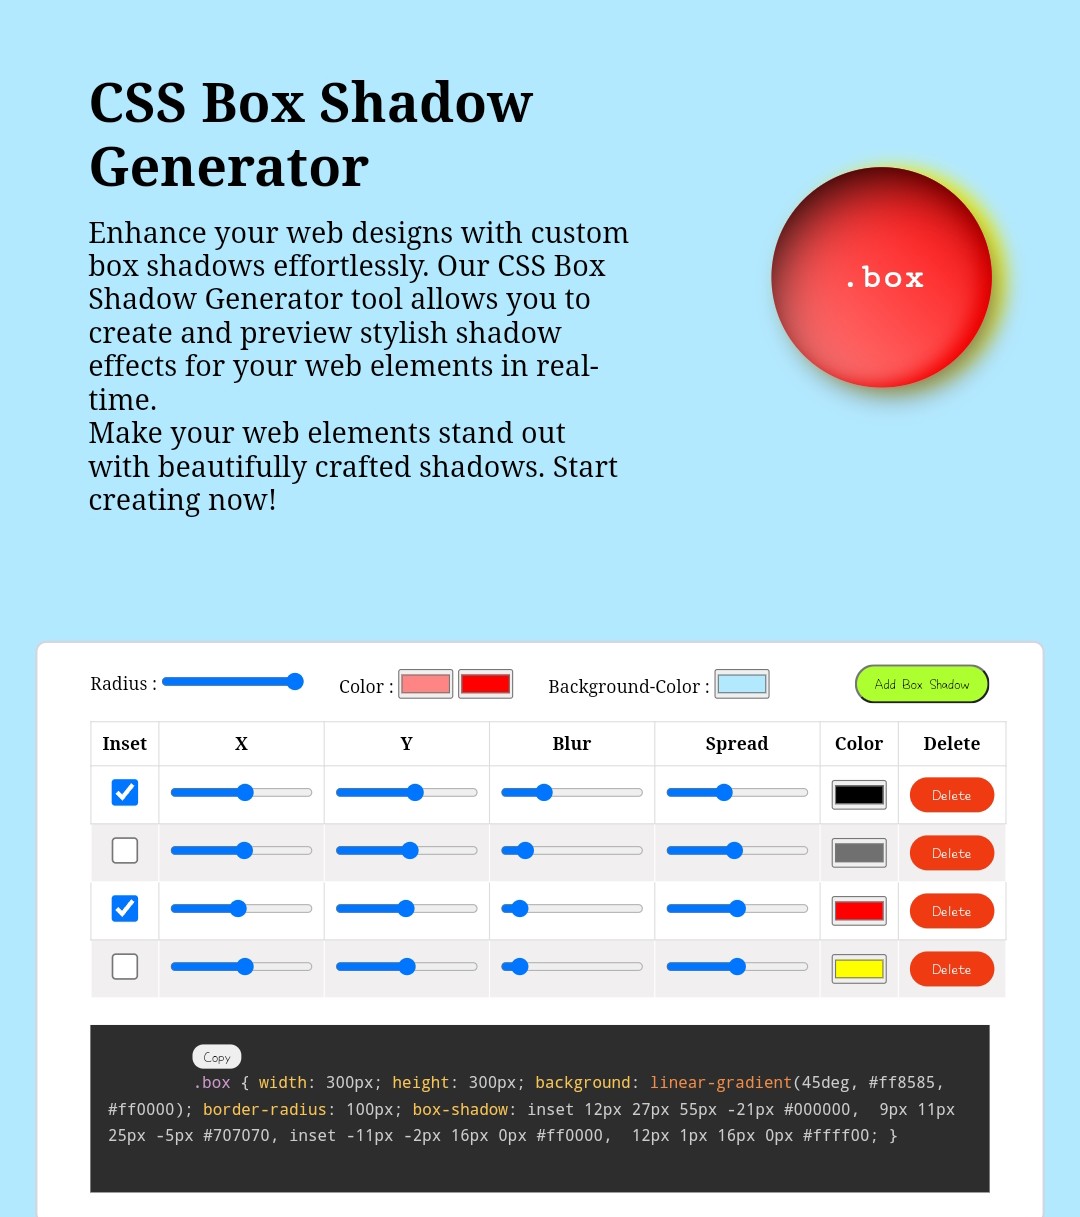 CSS Box Shadow
Generator
Enhance your web designs with custom
box shadows effortlessly. Our CSS Box
Shadow Generator tool allows you to
create and preview stylish shadow
effects for your web elements in real-
time.
Make your web elements stand out
with beautifully crafted shadows. Start
creating now!
.box
Radius : Color : Background-Color : Add Box Shadow
Inset X Y Blur Spread Color Delete
Delete
Delete
Delete
Delete
Copy
.box { width: 300px; height: 300px; background: linear-gradient(45deg, #ff8585,
#ff0000); border-radius: 100px; box-shadow: inset 12px 27px 55px -21px #000000,  9px 11px
25px -5px #707070, inset -11px -2px 16px 0px #ff0000,  12px 1px 16px 0px #ffff00; }